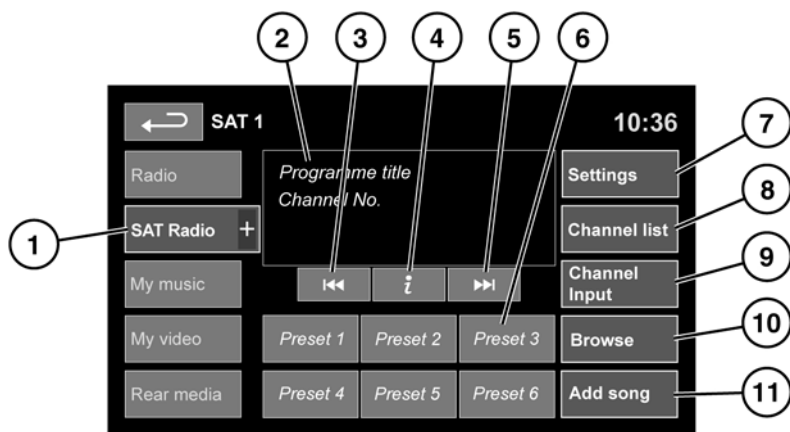 2 3 4 5 6
SAT 1 10:36
7
Radio
Programme title
Settings
Channel No.
8
1
SAT Radio +
Channel list
My music
i
Channel
Input
9
My video
Preset 1 Preset 2 Preset 3
Browse
10
Rear media
Preset 4 Preset 5 Preset 6
Add song
11